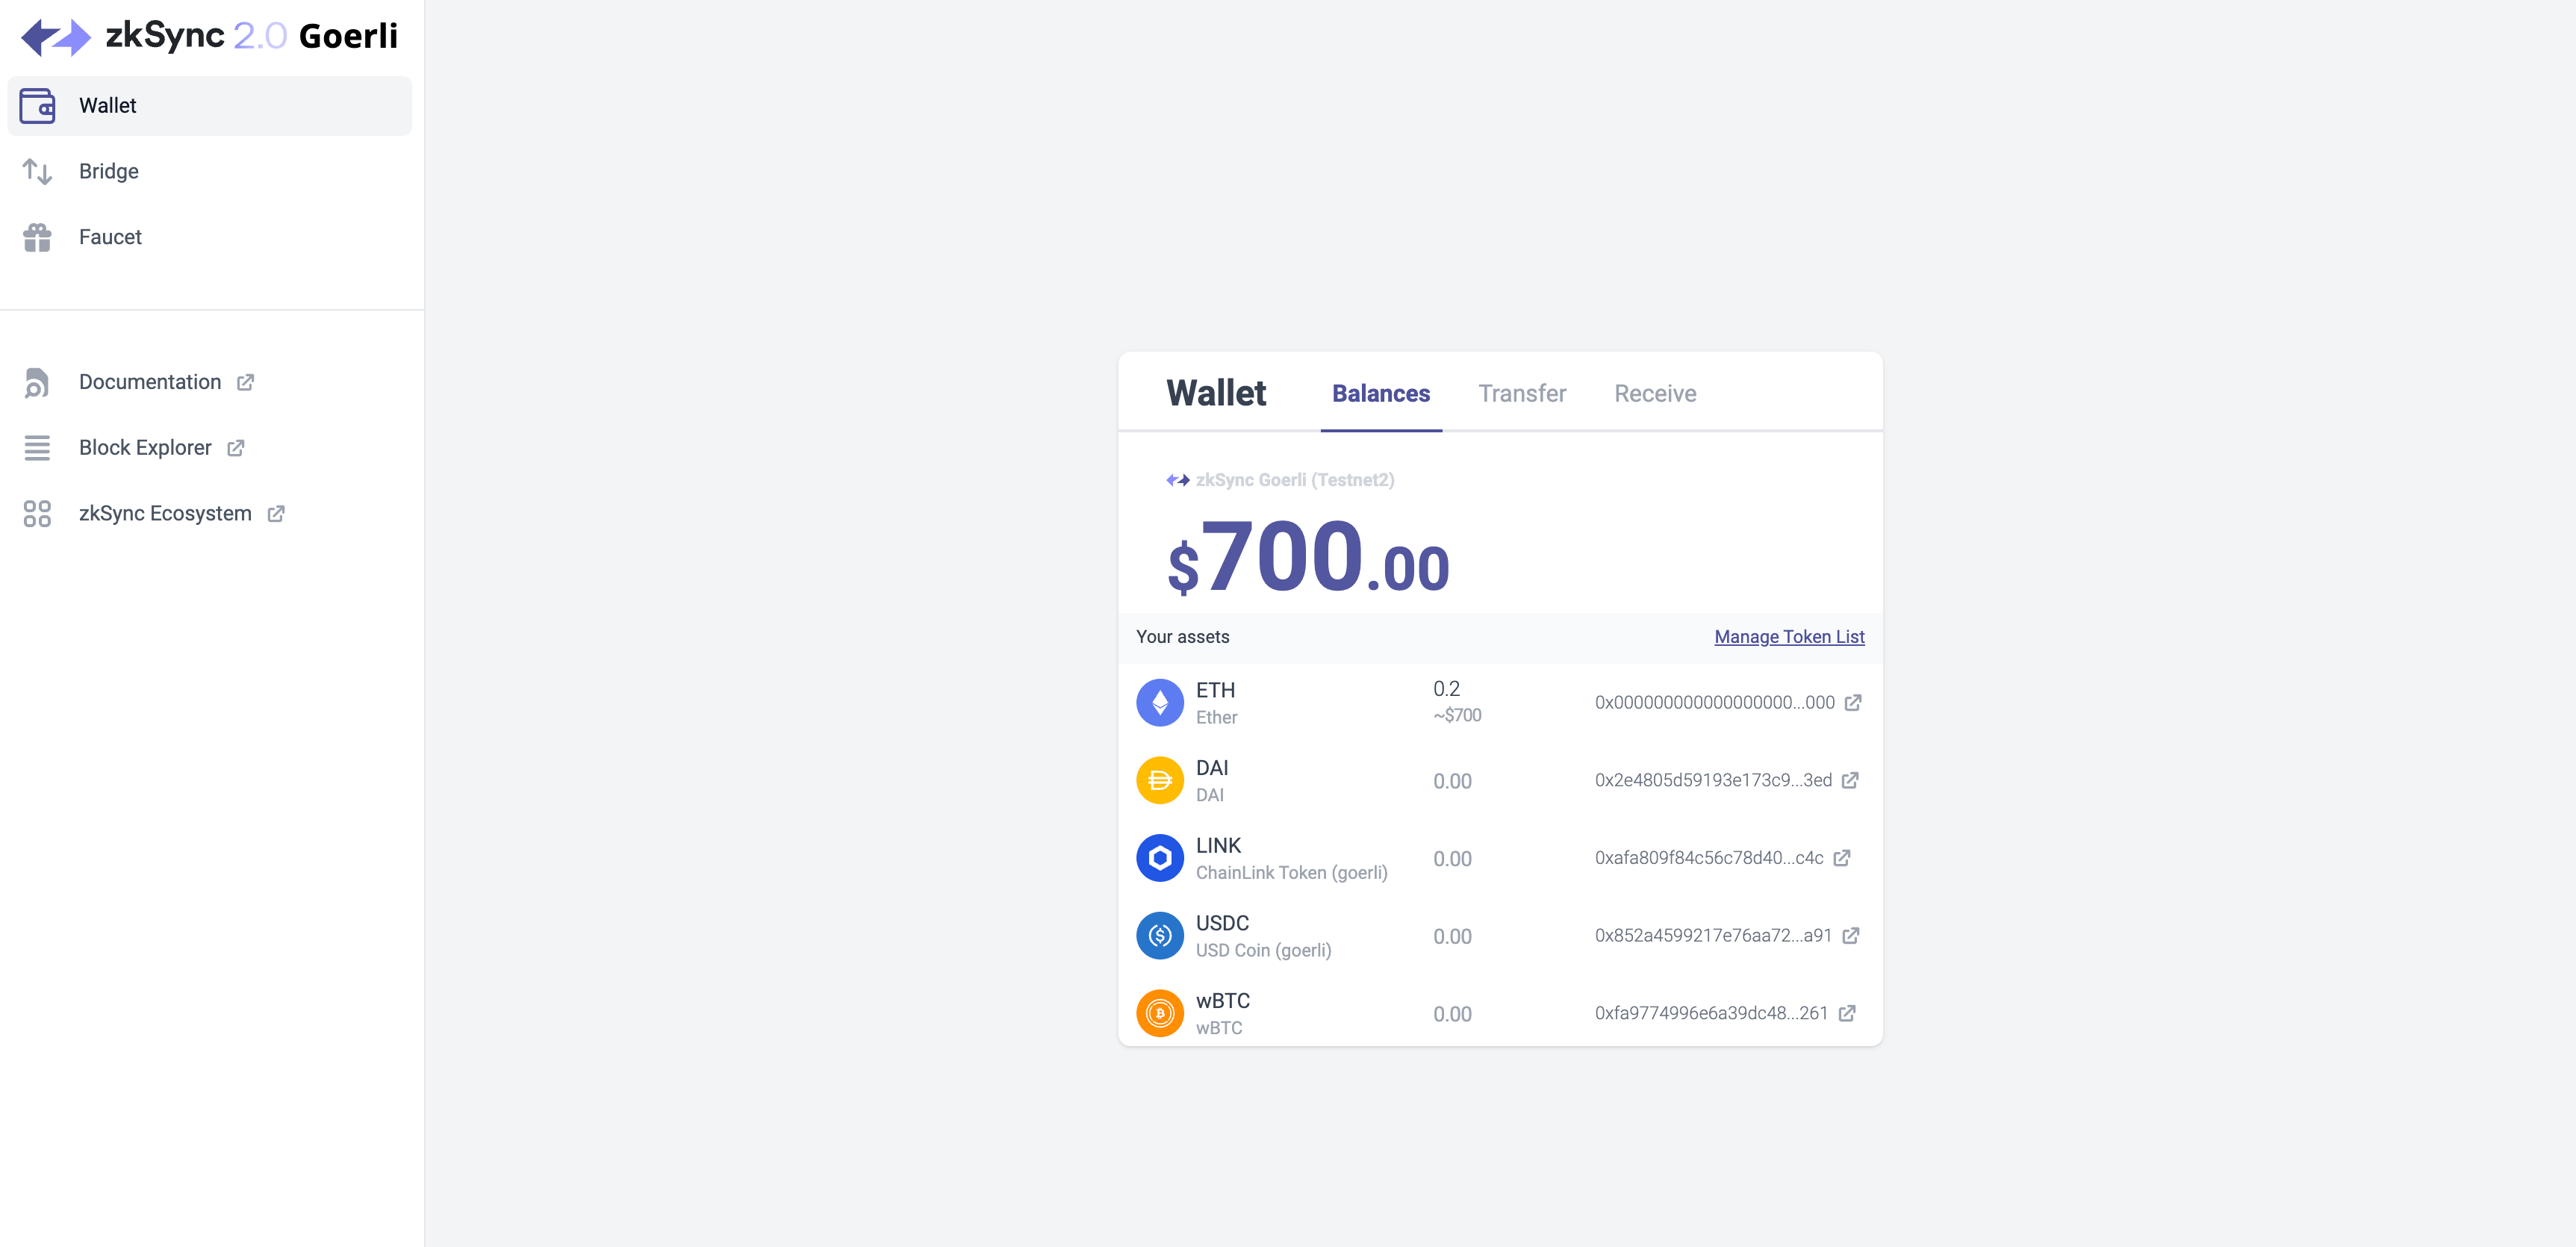 zkSync 2.0 Goerli
Wallet
Bridge
Faucet
Documentation
Block Explorer
zkSync Ecosystem
Wallet Balances Transfer Receive
zkSync Goerli (Testnet2)
$700.00
Your assets Manage Token List
ETH 0.2 0x000000000000000000...000
Ether ~$700
DAI 0.00 0x2e4805d59193e173c9...3ed
DAI
LINK 0.00 0xafa809f84c56c78d40...c4c
ChainLink Token (goerli)
USDC 0.00 0x852a4599217e76aa72...a91
USD Coin (goerli)
wBTC 0.00 0xfa9774996e6a39dc48...261
wBTC